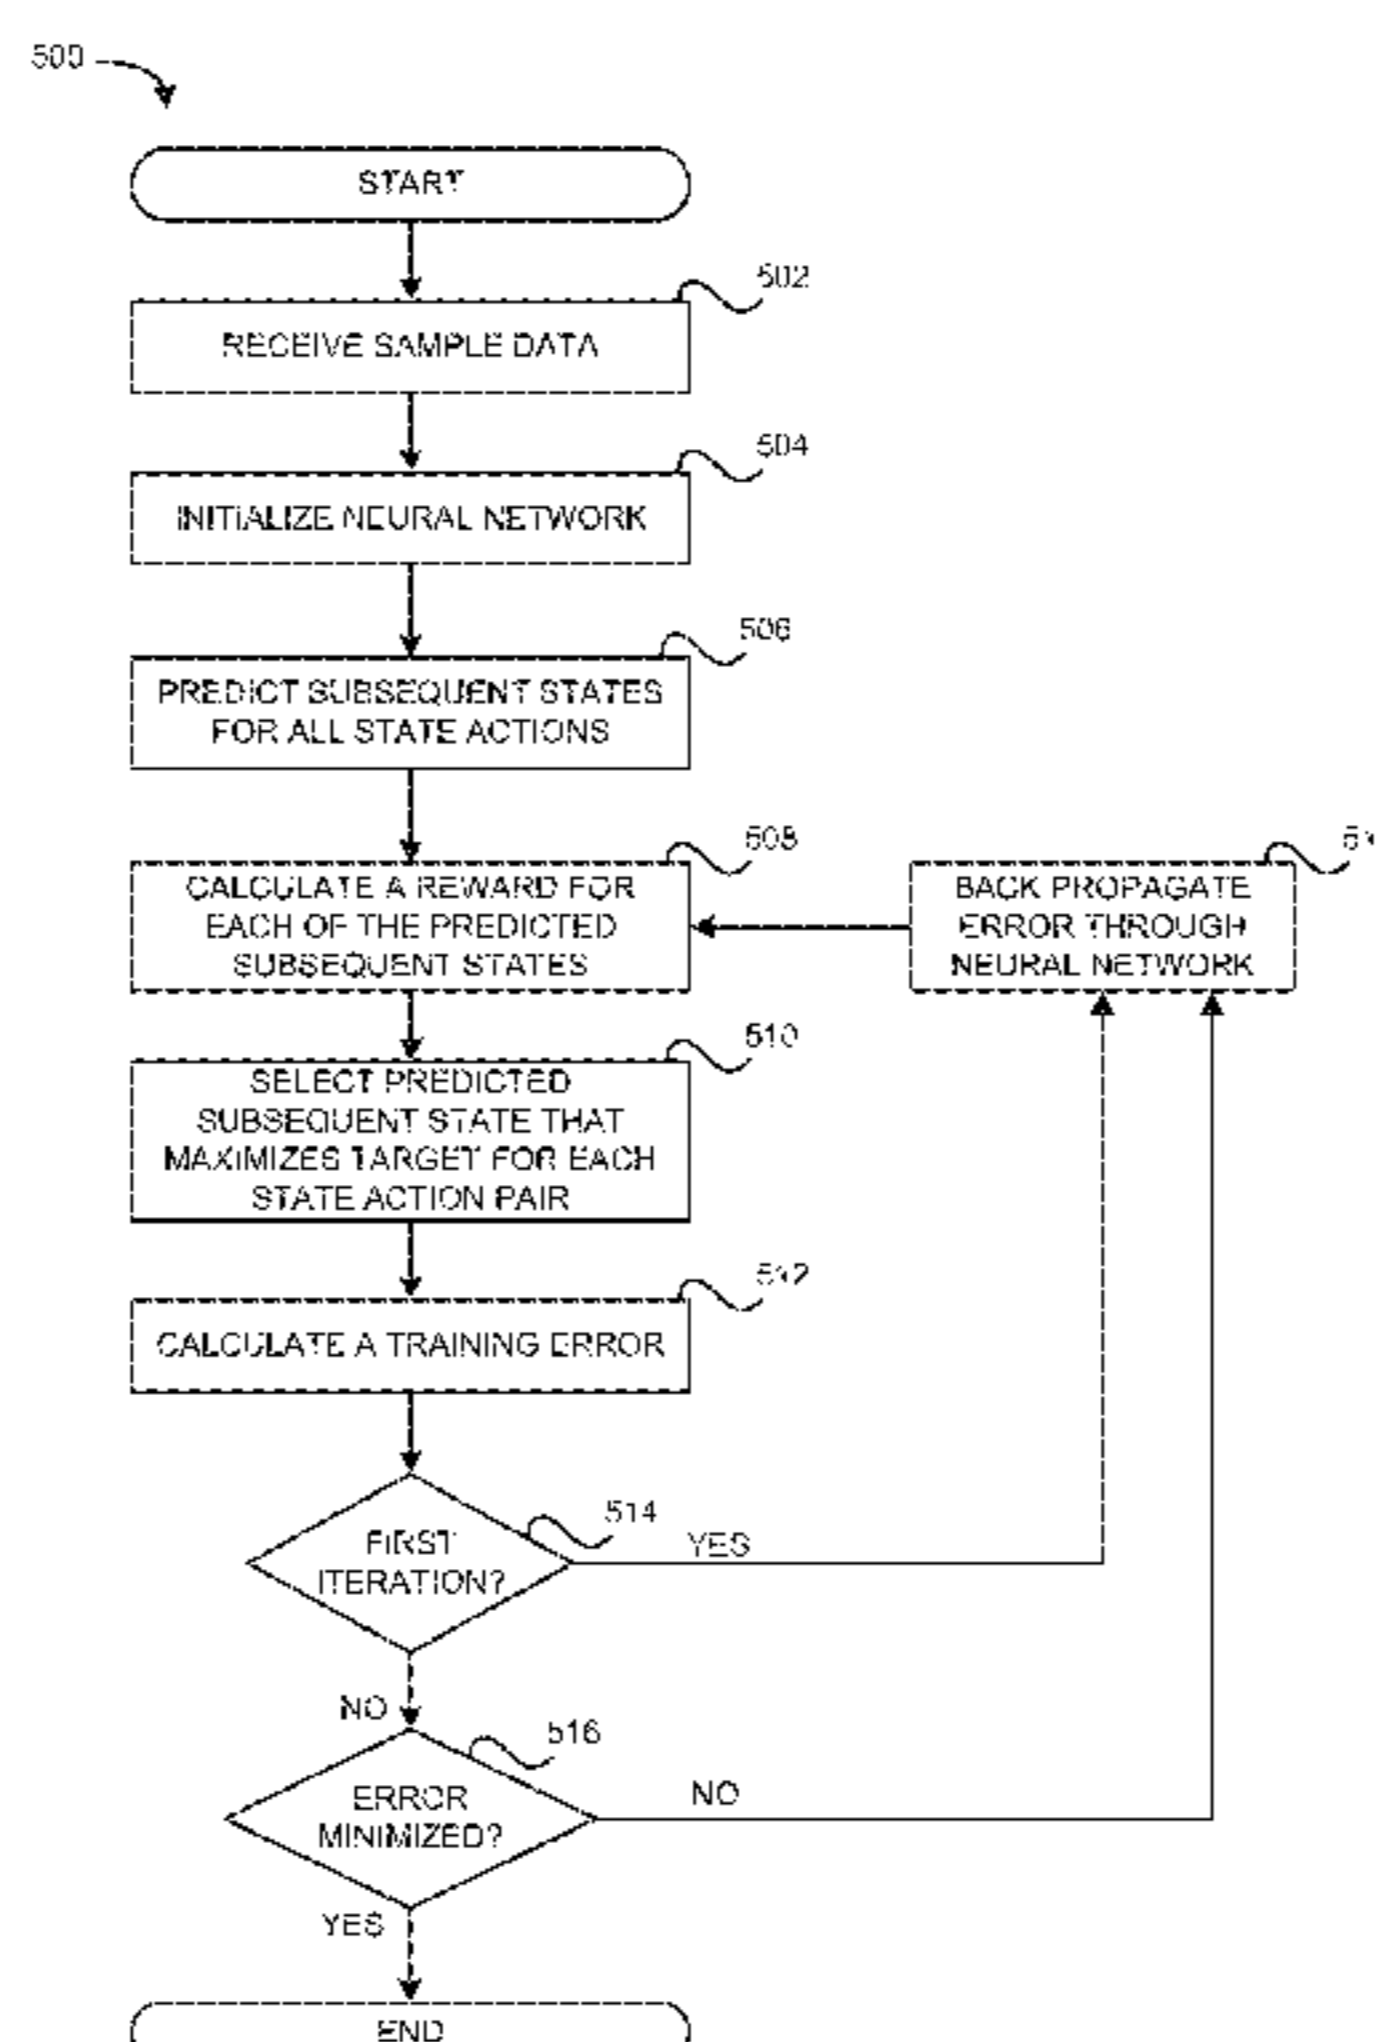 500
START
502
RECEIVE SAMPLE DATA
504
INITIALIZE NEURAL NETWORK
506
PREDICT SUBSEQUENT STATES
FOR ALL STATE ACTIONS
508
CALCULATE A REWARD FOR
EACH OF THE PREDICTED
SUBSEQUENT STATES
BACK PROPAGATE
ERROR THROUGH
NEURAL NETWORK
510
SELECT PREDICTED
SUBSEQUENT STATE THAT
MAXIMIZES TARGET FOR EACH
STATE ACTION PAIR
512
CALCULATE A TRAINING ERROR
514
FIRST
ITERATION?
YES
NO
516
ERROR
MINIMIZED?
NO
YES
END